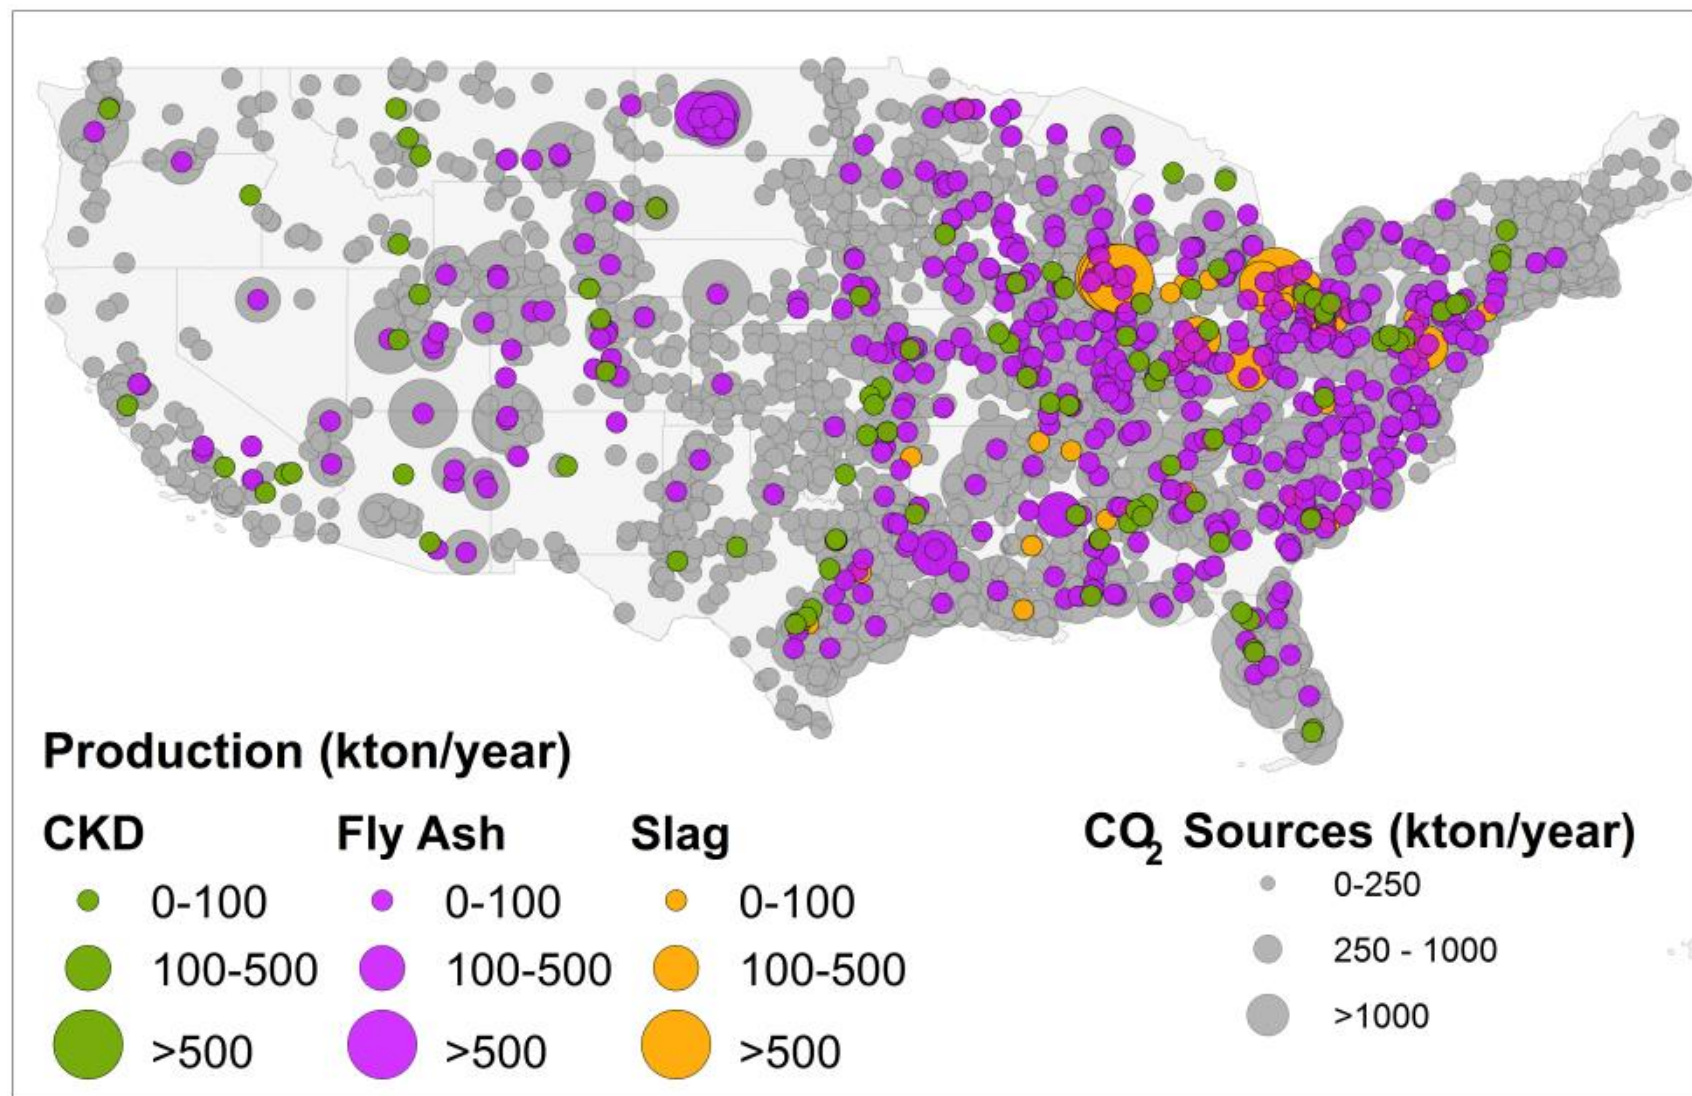 Production (kton/year)
CKD Fly Ash Slag
0-100 0-100 0-100
100-500 100-500 100-500
>500 >500 >500
CO₂ Sources (kton/year)
0-250
250 - 1000
>1000